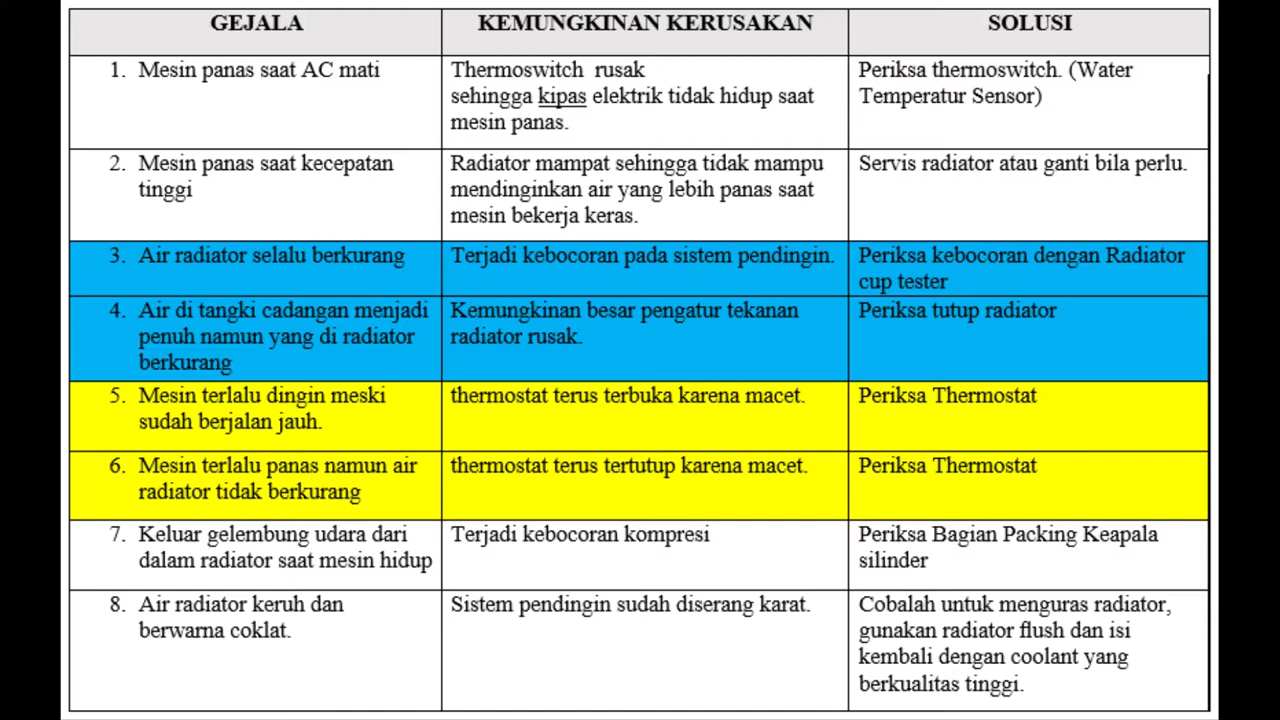 GEJALA KEMUNGKINAN KERUSAKAN SOLUSI
1. Mesin panas saat AC mati
Thermoswitch rusak
sehingga kipas elektrik tidak hidup saat
mesin panas.
Periksa thermoswitch. (Water
Temperatur Sensor)
2. Mesin panas saat kecepatan
tinggi
Radiator mampat sehingga tidak mampu
mendinginkan air yang lebih panas saat
mesin bekerja keras.
Servis radiator atau ganti bila perlu.
3. Air radiator selalu berkurang
Terjadi kebocoran pada sistem pendingin.
Periksa kebocoran dengan Radiator
cup tester
4. Air di tangki cadangan menjadi
penuh namun yang di radiator
berkurang
Kemungkinan besar pengatur tekanan
radiator rusak.
Periksa tutup radiator
5. Mesin terlalu dingin meski
sudah berjalan jauh.
thermostat terus terbuka karena macet.
Periksa Thermostat
6. Mesin terlalu panas namun air
radiator tidak berkurang
thermostat terus tertutup karena macet.
Periksa Thermostat
7. Keluar gelembung udara dari
dalam radiator saat mesin hidup
Terjadi kebocoran kompresi
Periksa Bagian Packing Keapala
silinder
8. Air radiator keruh dan
berwarna coklat.
Sistem pendingin sudah diserang karat.
Cobalah untuk menguras radiator,
gunakan radiator flush dan isi
kembali dengan coolant yang
berkualitas tinggi.